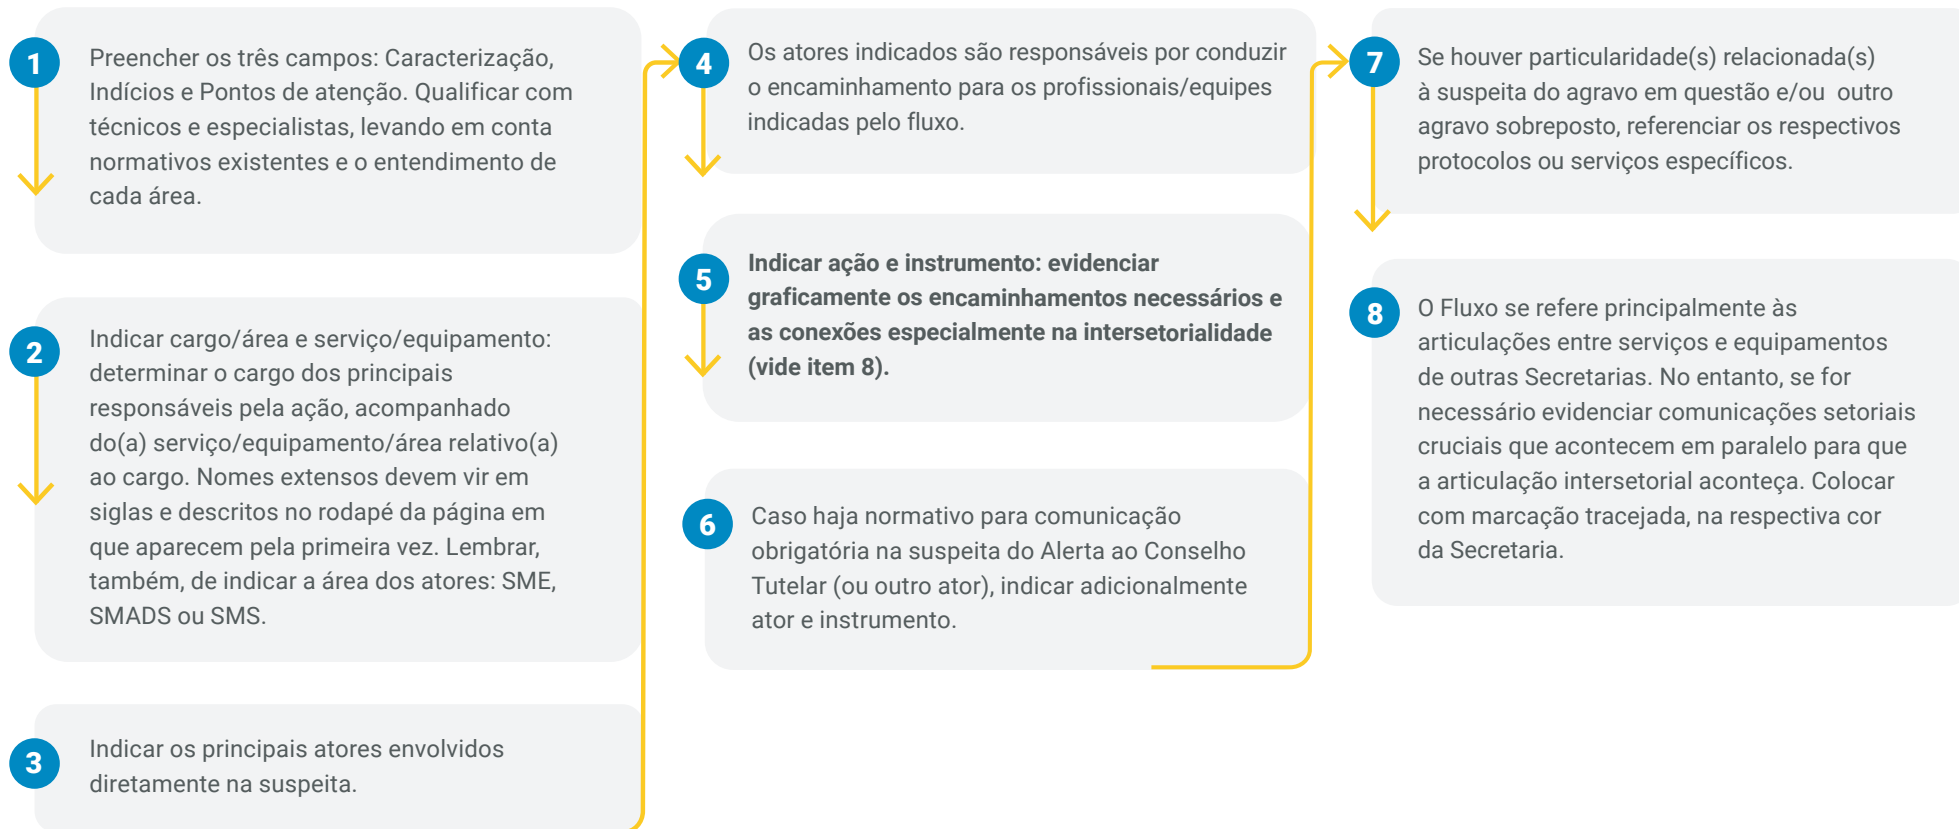 1
Preencher os três campos: Caracterização,
Indícios e Pontos de atenção. Qualificar com
técnicos e especialistas, levando em conta
normativos existentes e o entendimento de
cada área.
2
Indicar cargo/área e serviço/equipamento:
determinar o cargo dos principais
responsáveis pela ação, acompanhado
do(a) serviço/equipamento/área relativo(a)
ao cargo. Nomes extensos devem vir em
siglas e descritos no rodapé da página em
que aparecem pela primeira vez. Lembrar,
também, de indicar a área dos atores: SME,
SMADS ou SMS.
3
Indicar os principais atores envolvidos
diretamente na suspeita.
4
Os atores indicados são responsáveis por conduzir
o encaminhamento para os profissionais/equipes
indicadas pelo fluxo.
5
Indicar ação e instrumento: evidenciar
graficamente os encaminhamentos necessários e
as conexões especialmente na intersetorialidade
(vide item 8).
6
Caso haja normativo para comunicação
obrigatória na suspeita do Alerta ao Conselho
Tutelar (ou outro ator), indicar adicionalmente
ator e instrumento.
7
Se houver particularidade(s) relacionada(s)
à suspeita do agravo em questão e/ou outro
agravo sobreposto, referenciar os respectivos
protocolos ou serviços específicos.
8
O Fluxo se refere principalmente às
articulações entre serviços e equipamentos
de outras Secretarias. No entanto, se for
necessário evidenciar comunicações setoriais
cruciais que acontecem em paralelo para que
a articulação intersetorial aconteça. Colocar
com marcação tracejada, na respectiva cor
da Secretaria.